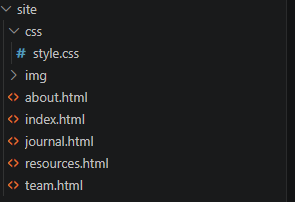 site
css
# style.css
img
<> about.html
<> index.html
<> journal.html
<> resources.html
<> team.html